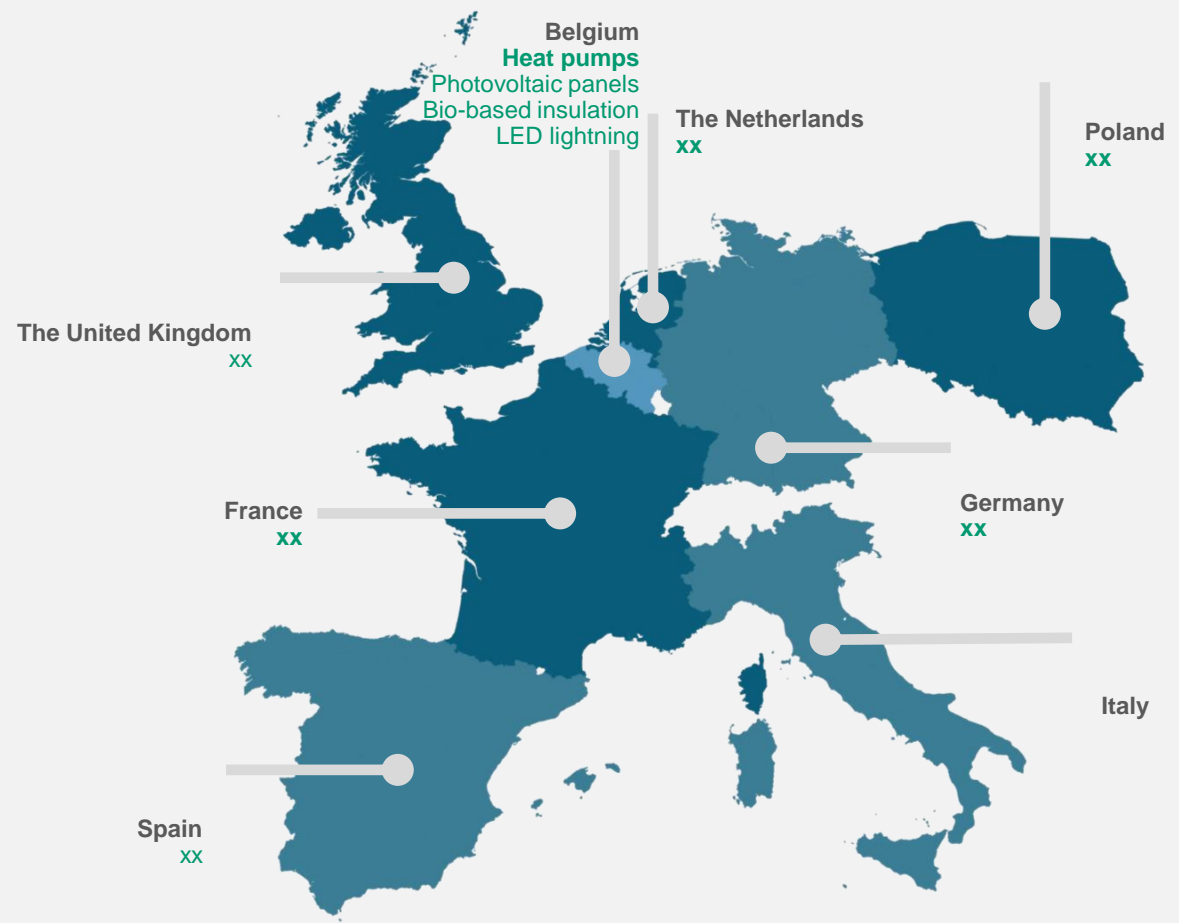 Belgium
Heat pumps
Photovoltaic panels
Bio-based insulation
LED lightning
The Netherlands
xx
Poland
xx
The United Kingdom
xx
France
xx
Germany
xx
Italy
Spain
xx